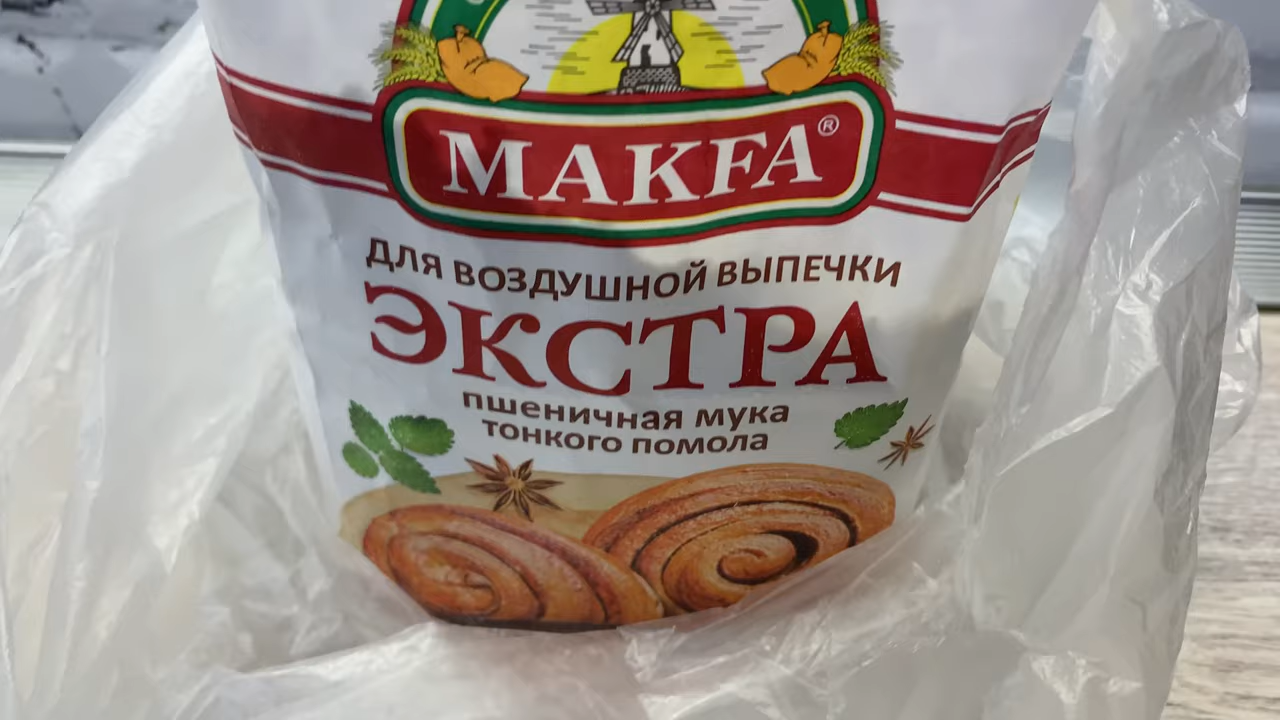 MAKFA®
ДЛЯ ВОЗДУШНОЙ ВЫПЕЧКИ
ЭКСТРА
пшеничная мука
тонкого помола